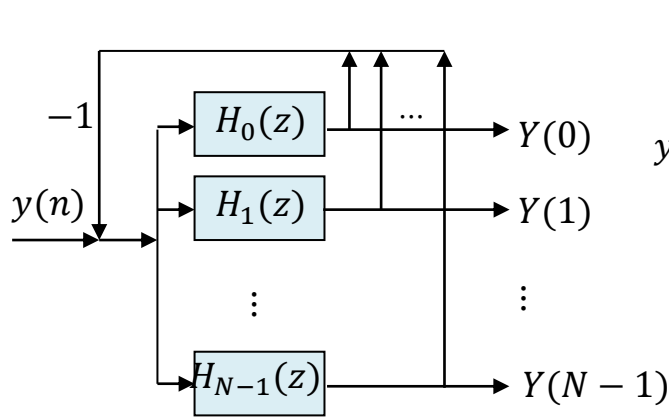 −1
H₀(z)
⋯
Y(0)
y
y(n)
H₁(z)
Y(1)
⋮
⋮
H_{N−1}(z)
Y(N − 1)